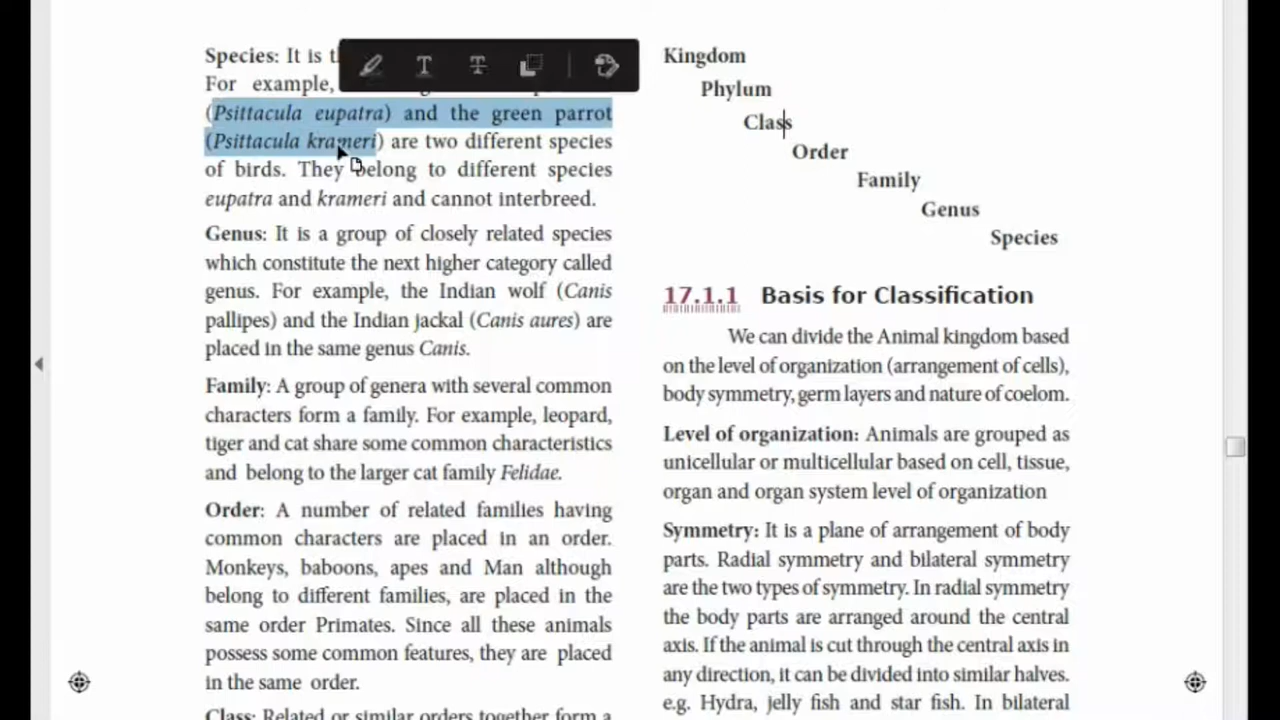 Species: It is
For example,
(Psittacula eupatra) and the green parrot
(Psittacula krameri) are two different species
of birds. They belong to different species
eupatra and krameri and cannot interbreed.
Genus: It is a group of closely related species
which constitute the next higher category called
genus. For example, the Indian wolf (Canis
pallipes) and the Indian jackal (Canis aures) are
placed in the same genus Canis.
Family: A group of genera with several common
characters form a family. For example, leopard,
tiger and cat share some common characteristics
and belong to the larger cat family Felidae.
Order: A number of related families having
common characters are placed in an order.
Monkeys, baboons, apes and Man although
belong to different families, are placed in the
same order Primates. Since all these animals
possess some common features, they are placed
in the same order.
Class: Related or similar orders together form a
Kingdom
Phylum
Class
Order
Family
Genus
Species
17.1.1 Basis for Classification
We can divide the Animal kingdom based
on the level of organization (arrangement of cells),
body symmetry, germ layers and nature of coelom.
Level of organization: Animals are grouped as
unicellular or multicellular based on cell, tissue,
organ and organ system level of organization
Symmetry: It is a plane of arrangement of body
parts. Radial symmetry and bilateral symmetry
are the two types of symmetry. In radial symmetry
the body parts are arranged around the central
axis. If the animal is cut through the central axis in
any direction, it can be divided into similar halves.
e.g. Hydra, jelly fish and star fish. In bilateral